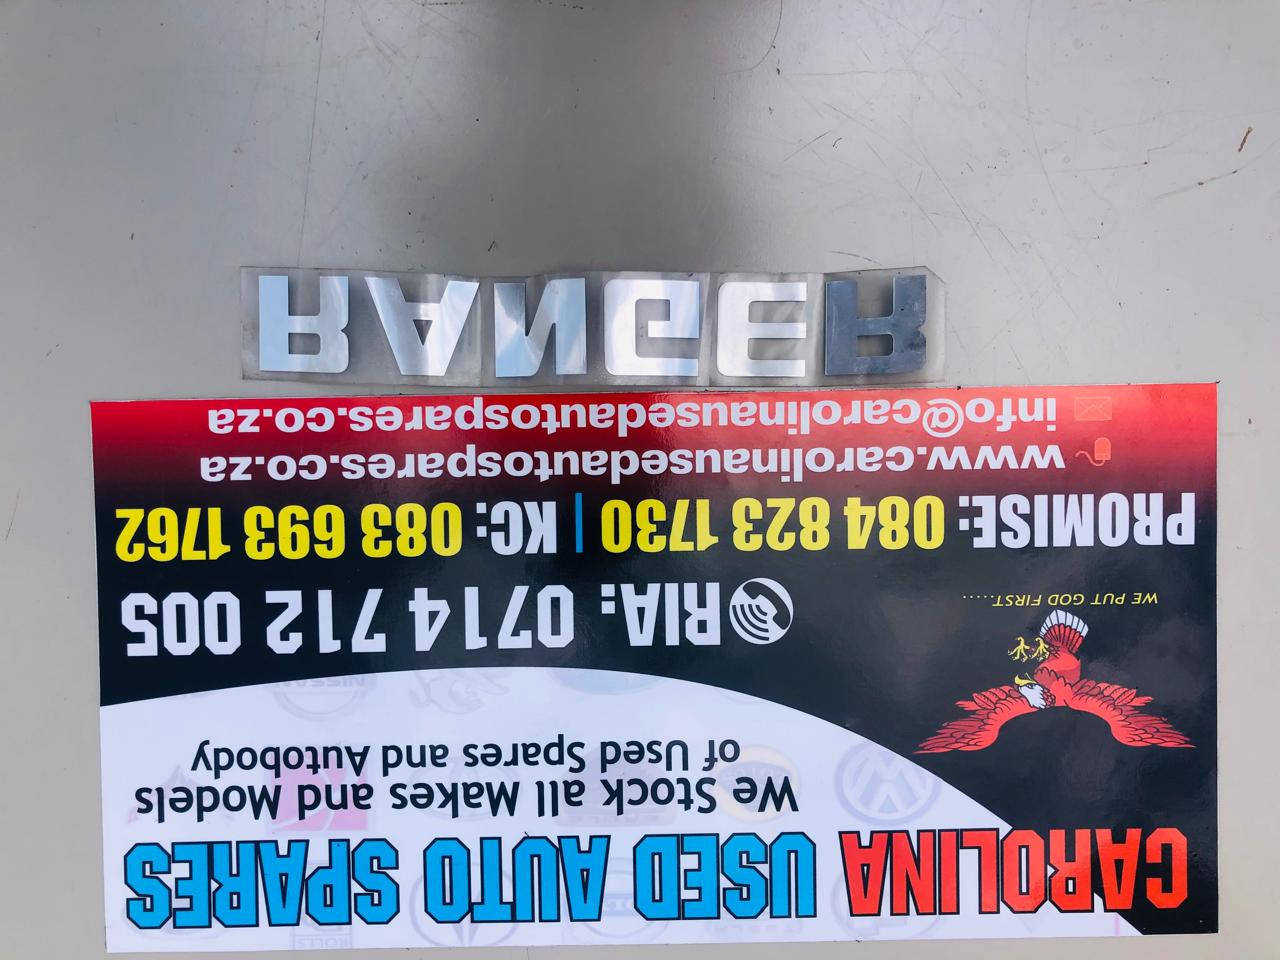 CAROLINA USED AUTO SPARES
We Stock all Makes and Models
of Used Spares and Autobody
NISSAN
WE PUT GOD FIRST.....
RIA: 0714 712 005
PROMISE: 084 823 1730 | KC: 083 693 1762
www.carolinausedautospares.co.za
info@carolinausedautospares.co.za
RANGER